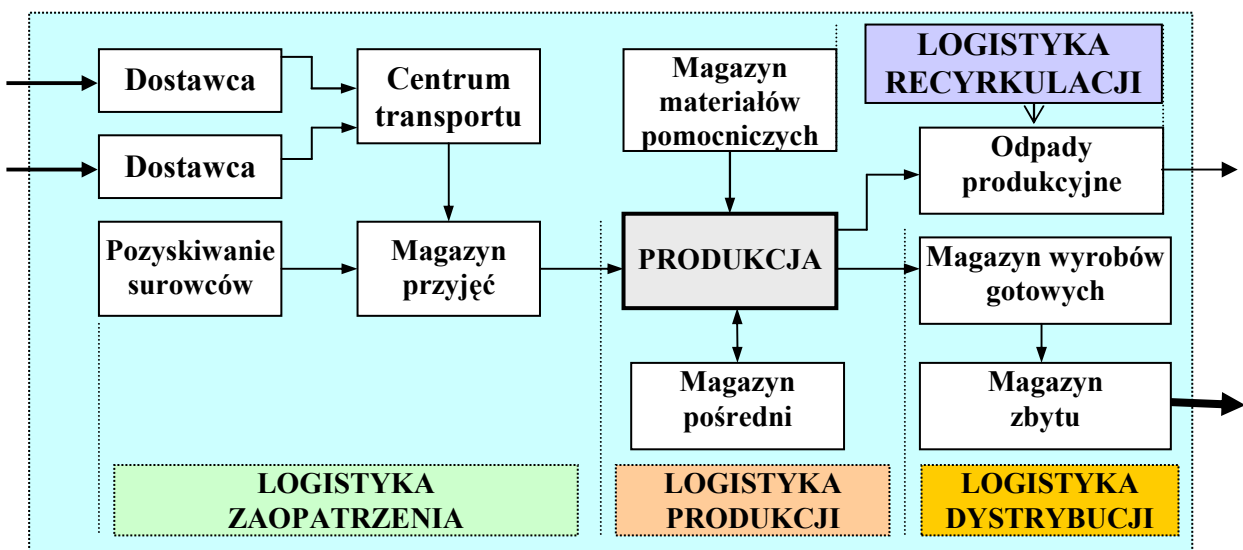 Dostawca
Centrum
transportu
Magazyn
materiałów
pomocniczych
LOGISTYKA
RECYRKULACJI
Dostawca
Odpady
produkcyjne
Pozyskiwanie
surowców
Magazyn
przyjęć
PRODUKCJA
Magazyn wyrobów
gotowych
Magazyn
pośredni
Magazyn
zbytu
LOGISTYKA
ZAOPATRZENIA
LOGISTYKA
PRODUKCJI
LOGISTYKA
DYSTRYBUCJI